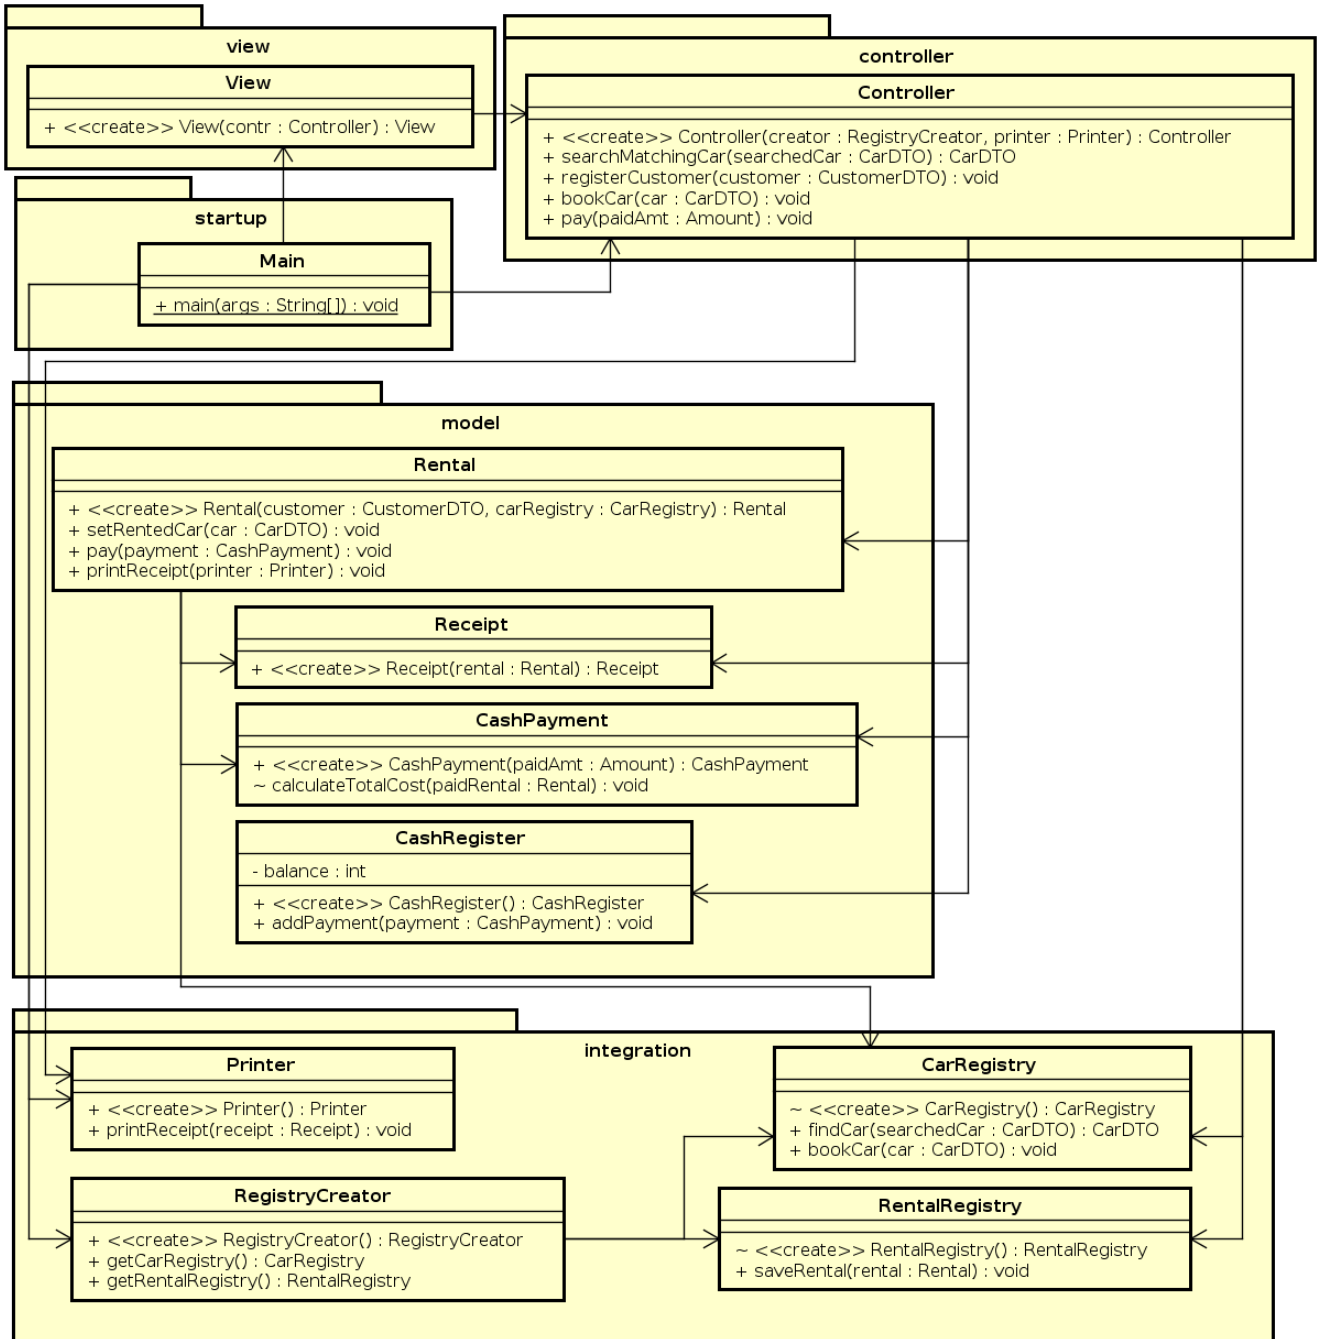 view
View
+ <<create>> View(contr : Controller) : View
controller
Controller
+ <<create>> Controller(creator : RegistryCreator, printer : Printer) : Controller
+ searchMatchingCar(searchedCar : CarDTO) : CarDTO
+ registerCustomer(customer : CustomerDTO) : void
+ bookCar(car : CarDTO) : void
+ pay(paidAmt : Amount) : void
startup
Main
+ main(args : String[]) : void
model
Rental
+ <<create>> Rental(customer : CustomerDTO, carRegistry : CarRegistry) : Rental
+ setRentedCar(car : CarDTO) : void
+ pay(payment : CashPayment) : void
+ printReceipt(printer : Printer) : void
Receipt
+ <<create>> Receipt(rental : Rental) : Receipt
CashPayment
+ <<create>> CashPayment(paidAmt : Amount) : CashPayment
~ calculateTotalCost(paidRental : Rental) : void
CashRegister
- balance : int
+ <<create>> CashRegister() : CashRegister
+ addPayment(payment : CashPayment) : void
integration
Printer
+ <<create>> Printer() : Printer
+ printReceipt(receipt : Receipt) : void
CarRegistry
~ <<create>> CarRegistry() : CarRegistry
+ findCar(searchedCar : CarDTO) : CarDTO
+ bookCar(car : CarDTO) : void
RegistryCreator
+ <<create>> RegistryCreator() : RegistryCreator
+ getCarRegistry() : CarRegistry
+ getRentalRegistry() : RentalRegistry
RentalRegistry
~ <<create>> RentalRegistry() : RentalRegistry
+ saveRental(rental : Rental) : void